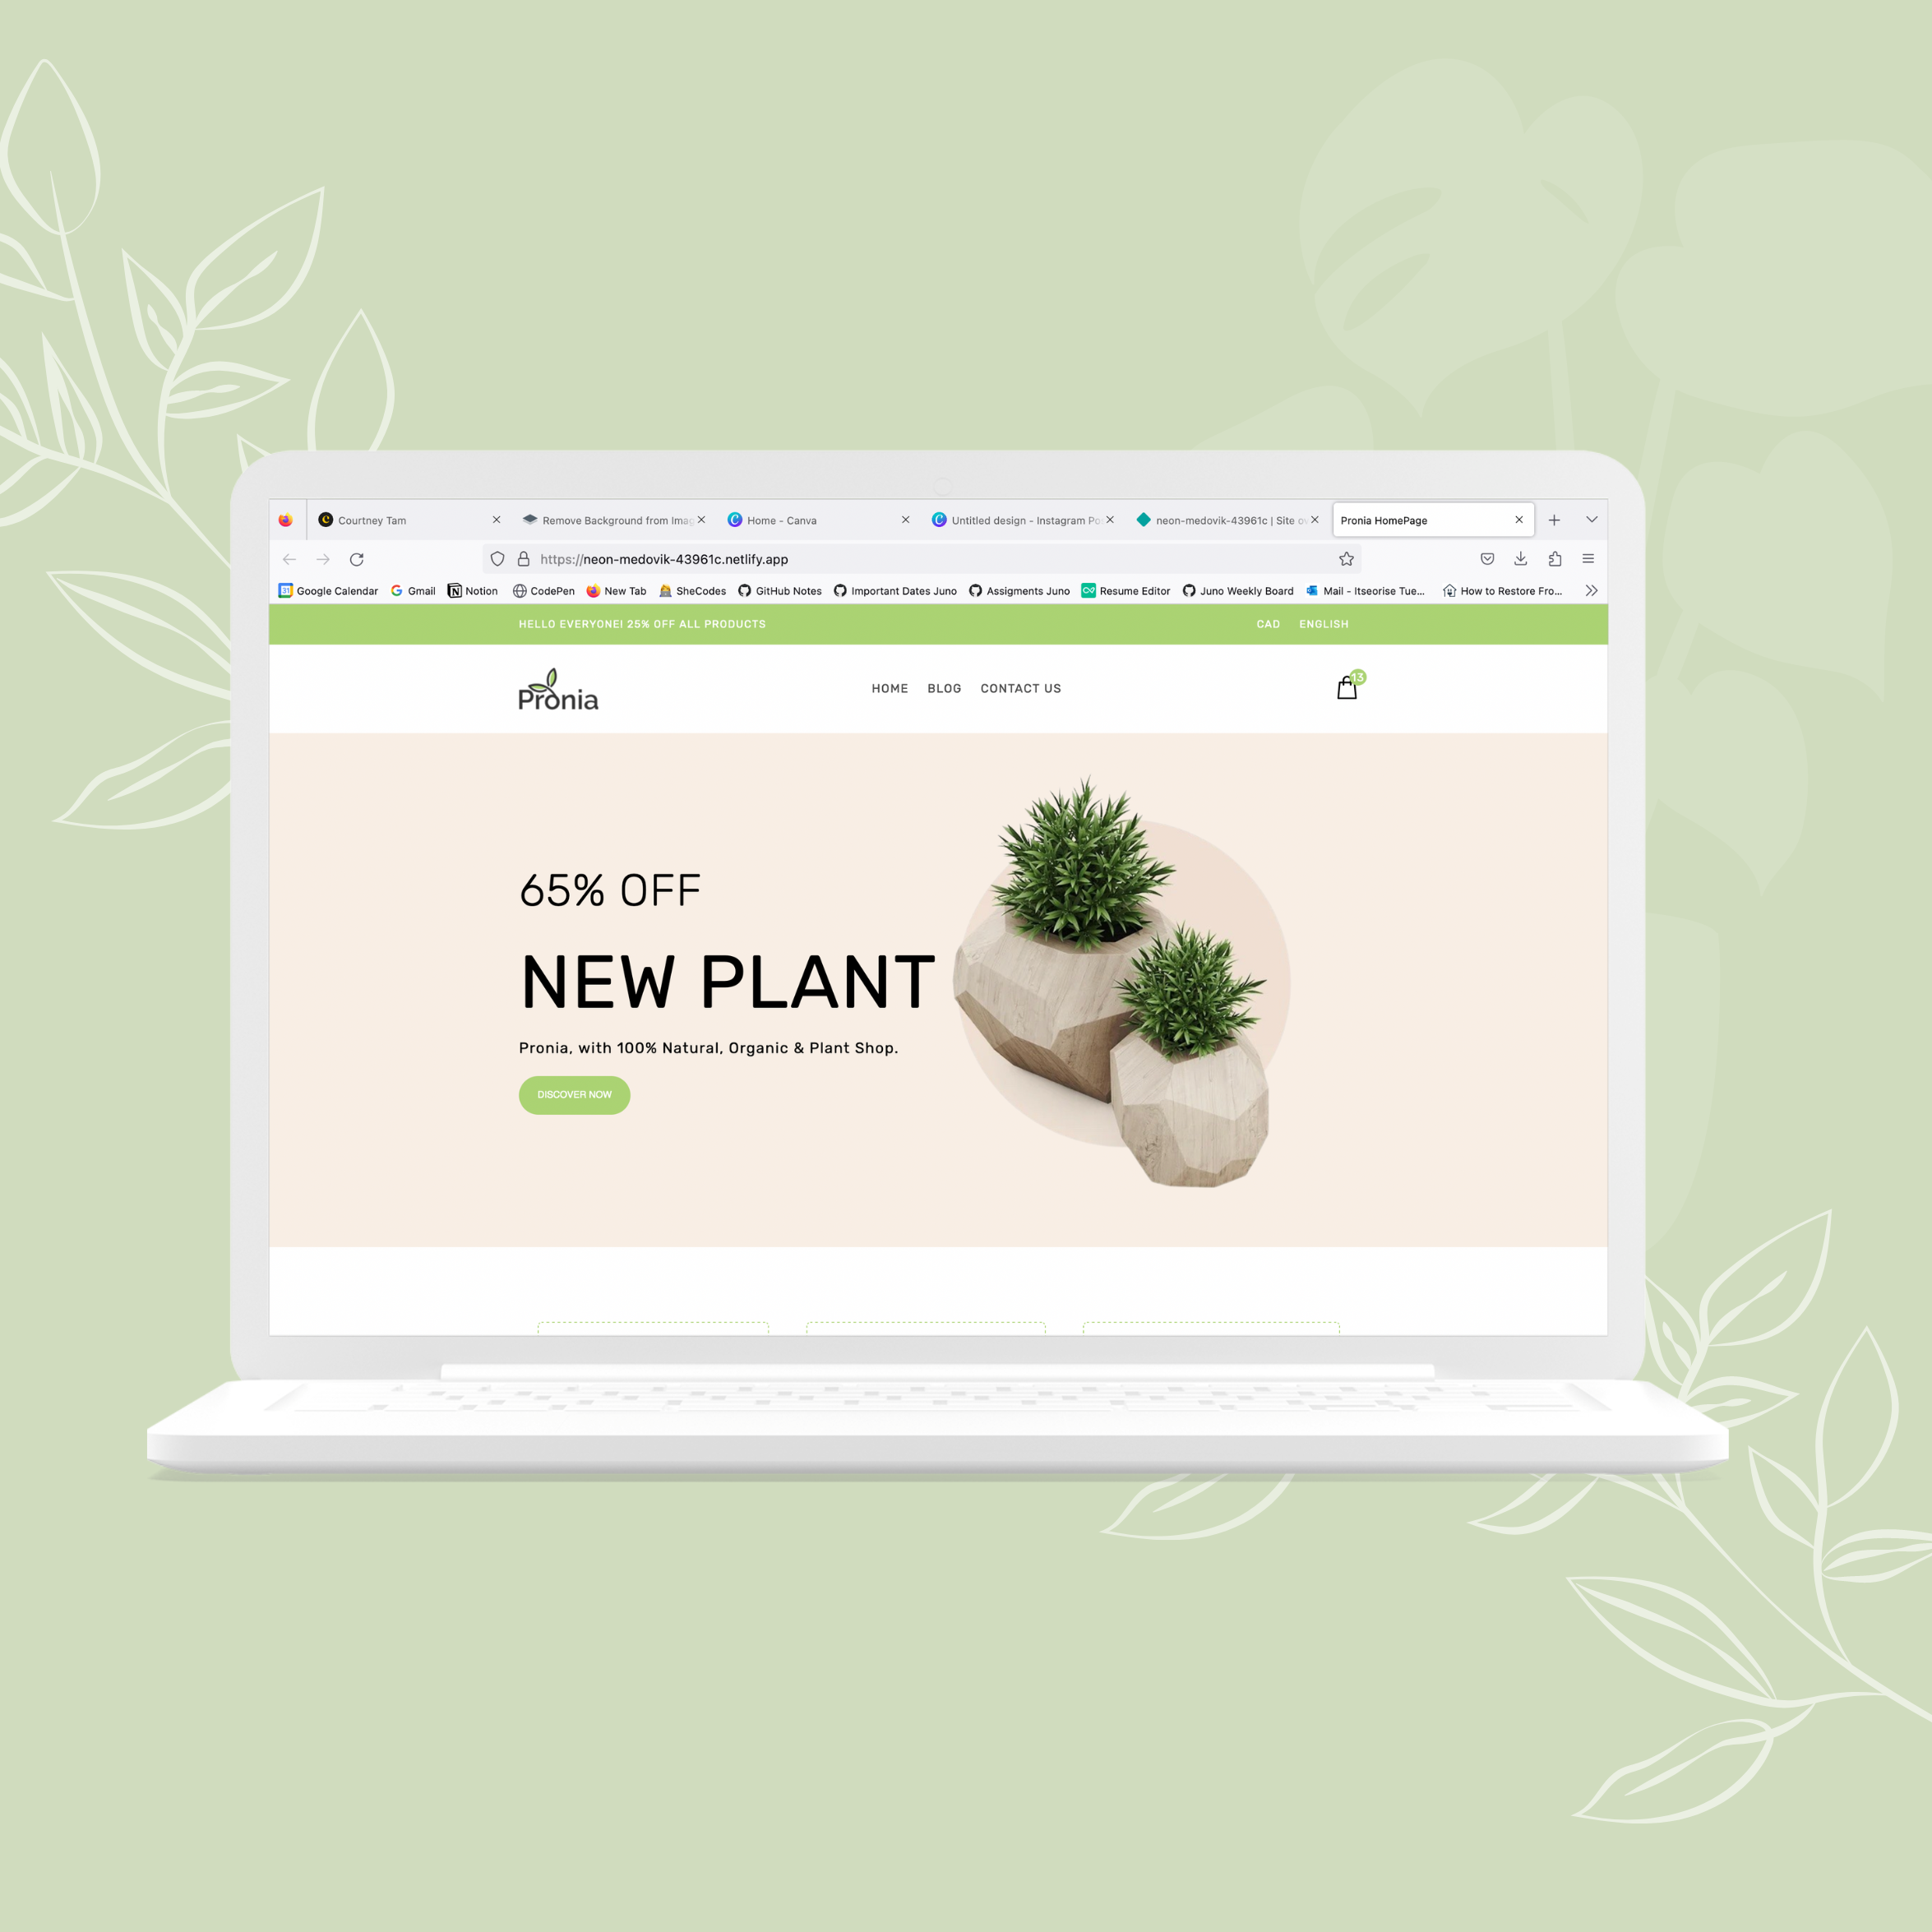 Courtney Tam
Remove Background from Imag
Home - Canva
Untitled design - Instagram Po
neon-medovik-43961c | Site ov
Pronia HomePage
https://neon-medovik-43961c.netlify.app
31 Google Calendar
Gmail
Notion
CodePen
New Tab
SheCodes
GitHub Notes
Important Dates Juno
Assigments Juno
Resume Editor
Juno Weekly Board
Mail - Itseorise Tue...
How to Restore Fro...
HELLO EVERYONE! 25% OFF ALL PRODUCTS
CAD ENGLISH
Pronia
HOME BLOG CONTACT US
13
65% OFF
NEW PLANT
Pronia, with 100% Natural, Organic & Plant Shop.
DISCOVER NOW